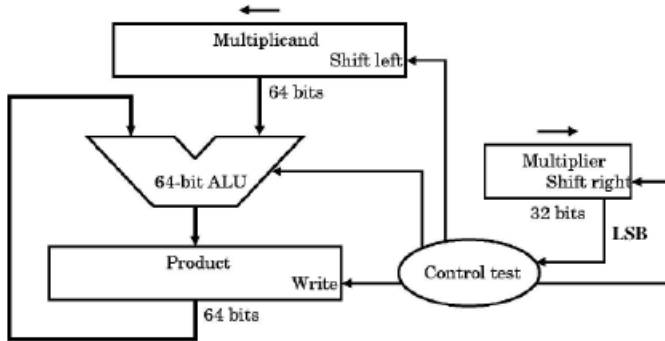 Multiplicand
Shift left
64 bits
64-bit ALU
Multiplier
Shift right
32 bits
LSB
Product
Write
Control test
64 bits